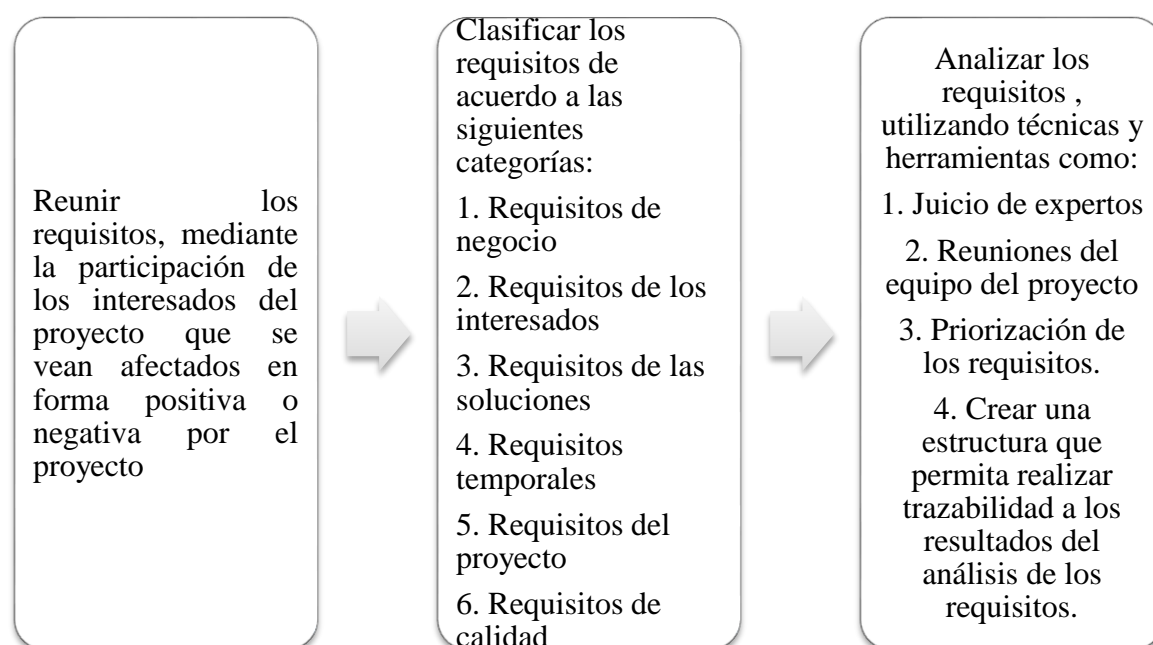 Reunir los
requisitos, mediante
la participación de
los interesados del
proyecto que se
vean afectados en
forma positiva o
negativa por el
proyecto
Clasificar los
requisitos de
acuerdo a las
siguientes
categorías:
1. Requisitos de
negocio
2. Requisitos de los
interesados
3. Requisitos de las
soluciones
4. Requisitos
temporales
5. Requisitos del
proyecto
6. Requisitos de
calidad
Analizar los
requisitos ,
utilizando técnicas y
herramientas como:
1. Juicio de expertos
2. Reuniones del
equipo del proyecto
3. Priorización de
los requisitos.
4. Crear una
estructura que
permita realizar
trazabilidad a los
resultados del
análisis de los
requisitos.